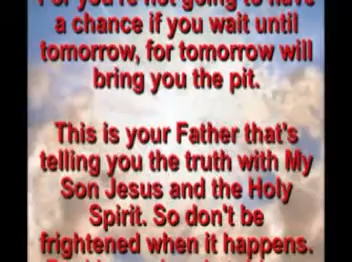 For you're not going to have
a chance if you wait until
tomorrow, for tomorrow will
bring you the pit.
This is your Father that's
telling you the truth with My
Son Jesus and the Holy
Spirit. So don't be
frightened when it happens.